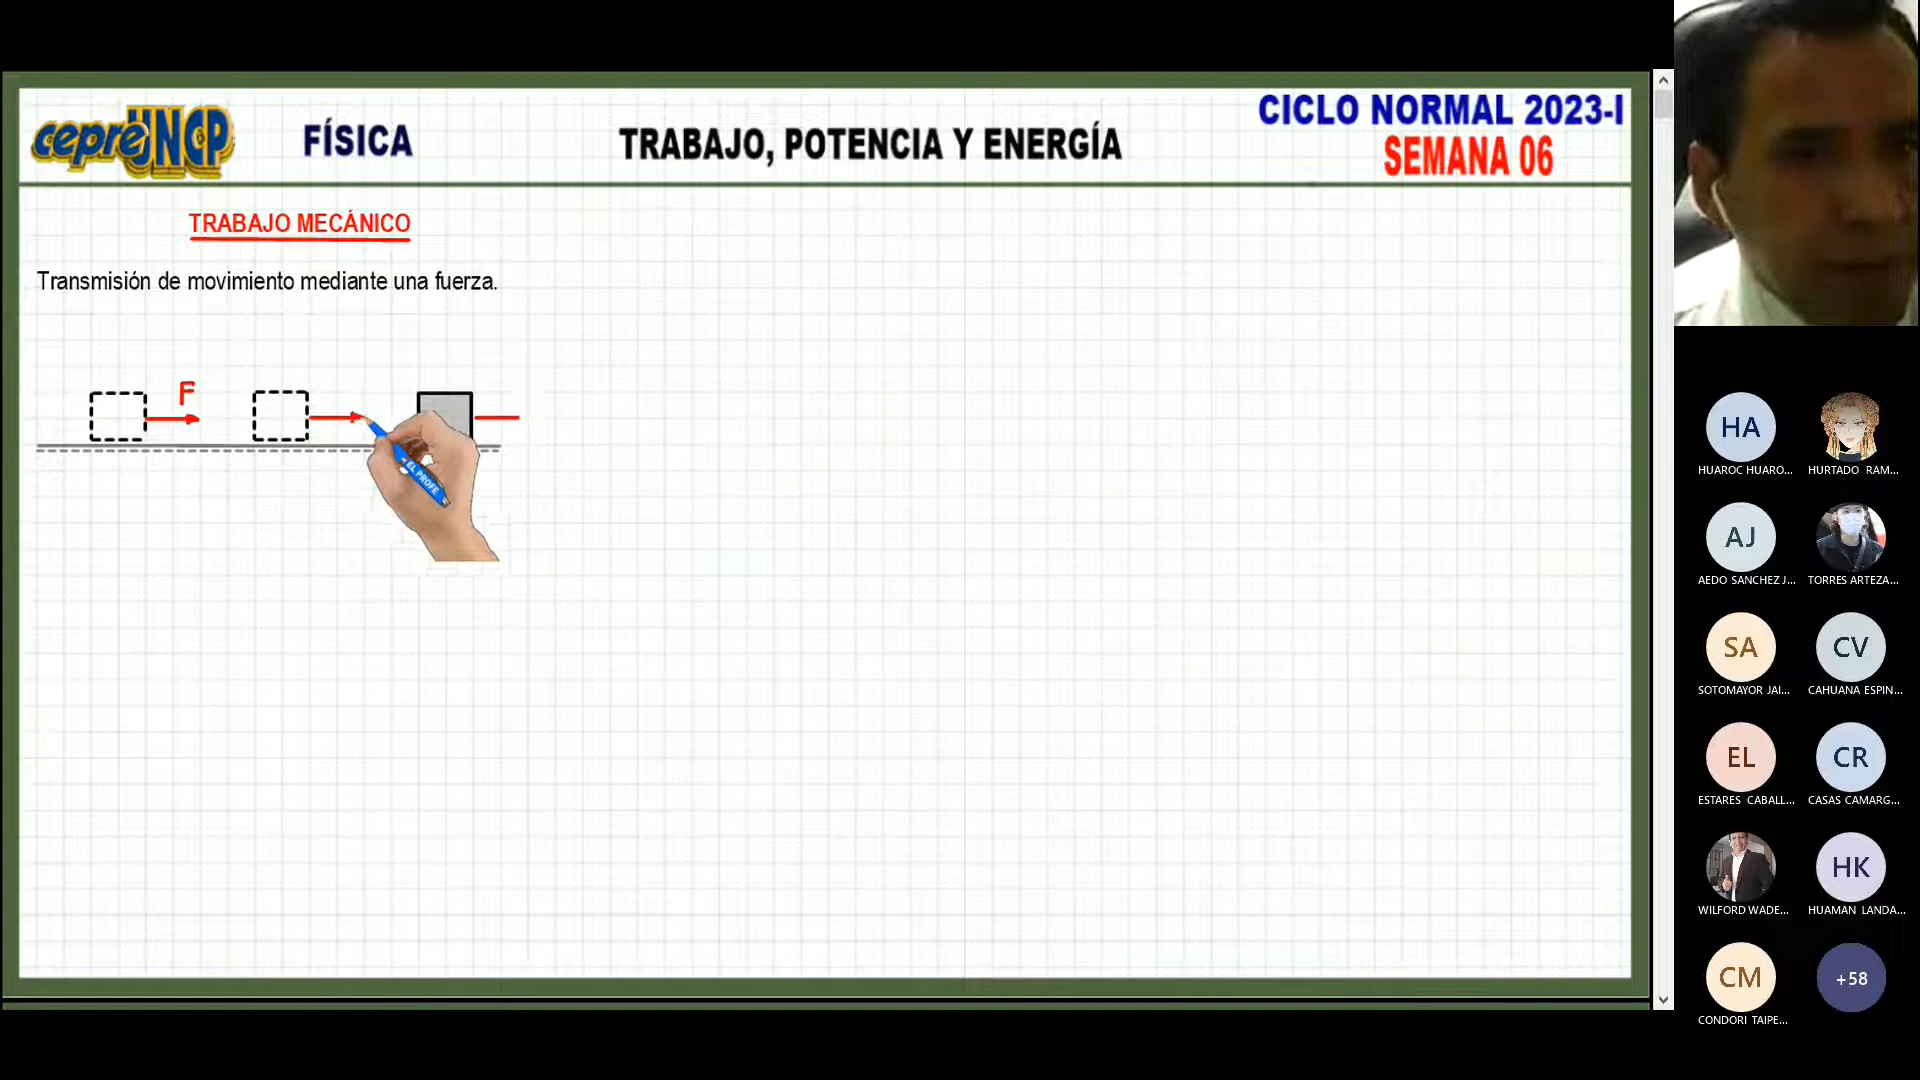 cepreUNCP
FÍSICA
TRABAJO, POTENCIA Y ENERGÍA
CICLO NORMAL 2023-I
SEMANA 06
TRABAJO MECÁNICO
Transmisión de movimiento mediante una fuerza.
F
EL PROFE
HA
HUAROC HUARO...
HURTADO RAM...
AJ
AEDO SANCHEZ J...
TORRES ARTEZA...
SA
SOTOMAYOR JAI...
CV
CAHUANA ESPIN...
EL
ESTARES CABALL...
CR
CASAS CAMARG...
WILFORD WADE...
HK
HUAMAN LANDA...
CM
CONDORI TAIPE...
+58